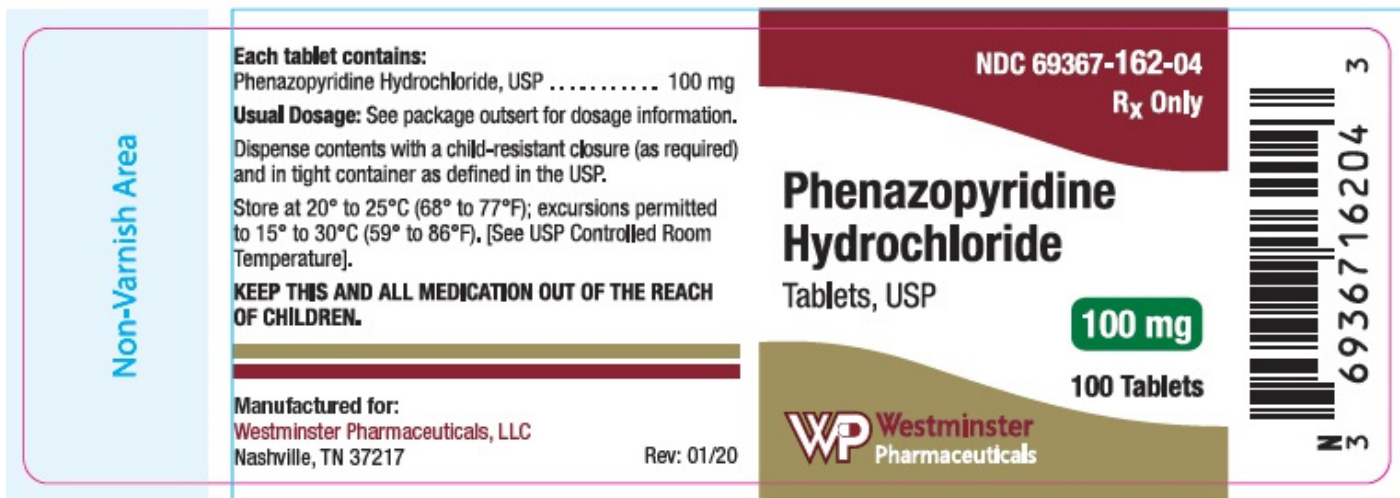 Non-Varnish Area
Each tablet contains:
Phenazopyridine Hydrochloride, USP ........... 100 mg
Usual Dosage: See package outsert for dosage information.
Dispense contents with a child-resistant closure (as required)
and in tight container as defined in the USP.
Store at 20° to 25°C (68° to 77°F); excursions permitted
to 15° to 30°C (59° to 86°F). [See USP Controlled Room
Temperature].
KEEP THIS AND ALL MEDICATION OUT OF THE REACH
OF CHILDREN.
Manufactured for:
Westminster Pharmaceuticals, LLC
Nashville, TN 37217 Rev: 01/20
NDC 69367-162-04
Rx Only
Phenazopyridine
Hydrochloride
Tablets, USP
100 mg
100 Tablets
WP Westminster
Pharmaceuticals
N 3 69367 16204 3